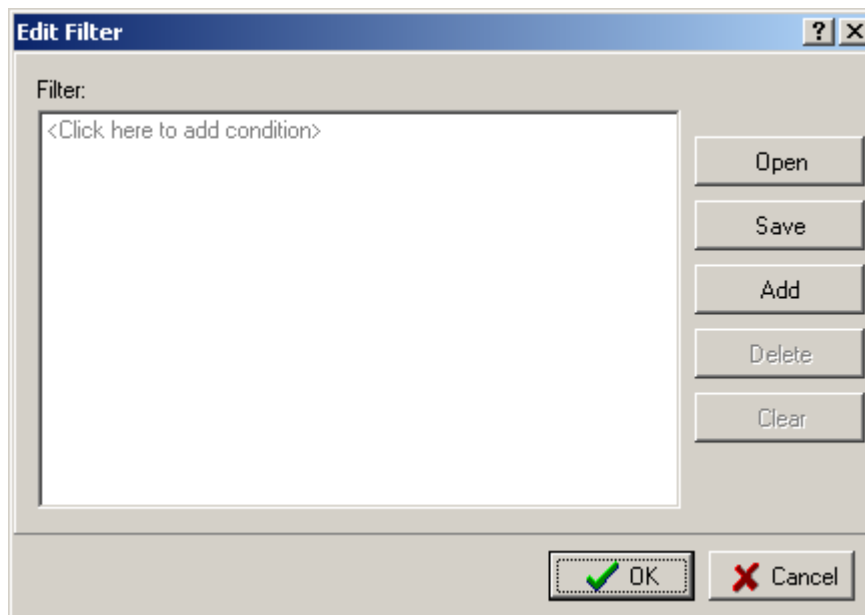 Edit Filter
Filter:
<Click here to add condition>
Open
Save
Add
Delete
Clear
OK
Cancel